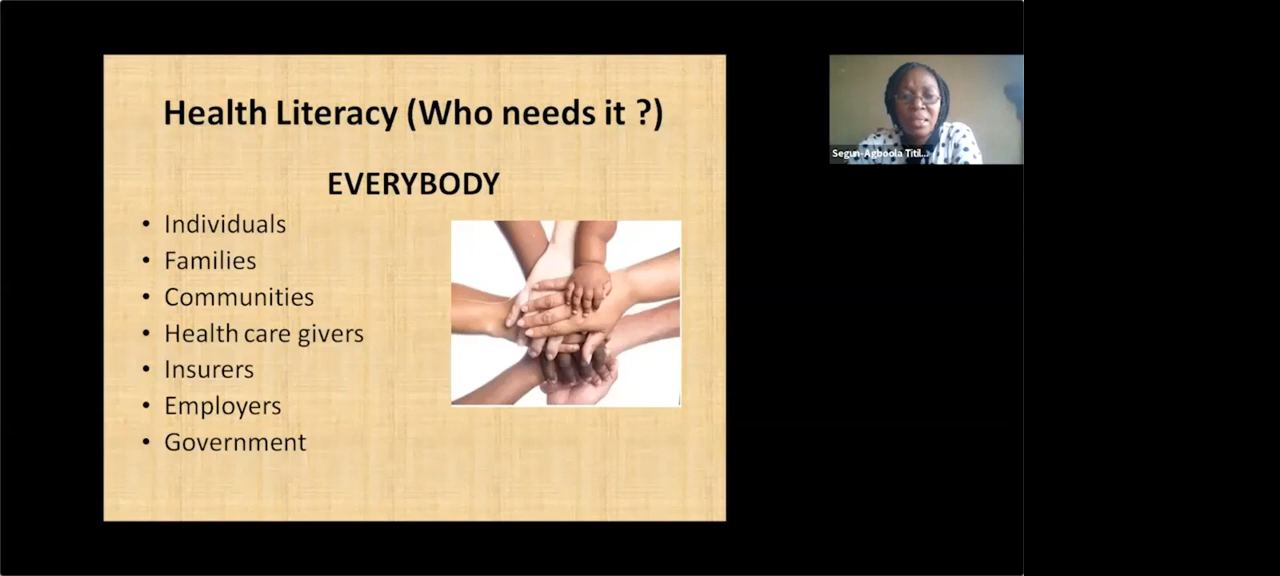 Health Literacy (Who needs it ?)
EVERYBODY
• Individuals
• Families
• Communities
• Health care givers
• Insurers
• Employers
• Government
Segun-Agboola Titil...